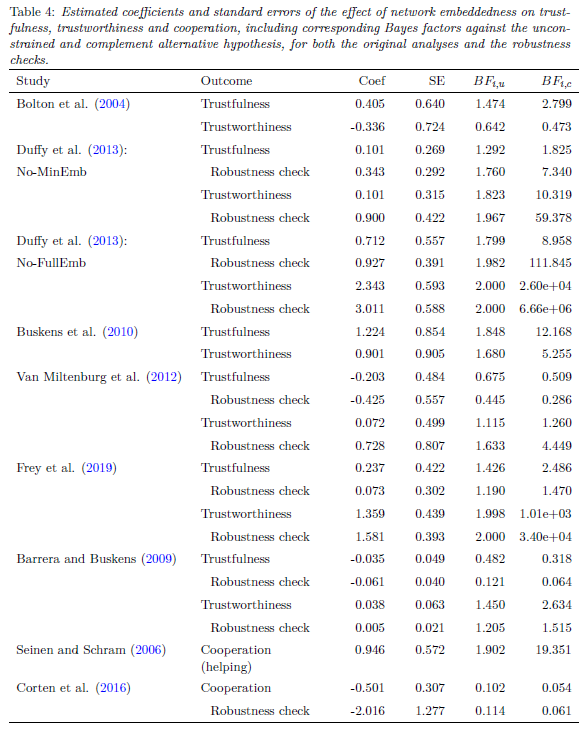 Table 4: Estimated coefficients and standard errors of the effect of network embeddedness on trust-
fulness, trustworthiness and cooperation, including corresponding Bayes factors against the uncon-
strained and complement alternative hypothesis, for both the original analyses and the robustness
checks.
Study Outcome Coef SE BFi,u BFi,c
Bolton et al. (2004) Trustfulness 0.405 0.640 1.474 2.799
Trustworthiness -0.336 0.724 0.642 0.473
Duffy et al. (2013): Trustfulness 0.101 0.269 1.292 1.825
No-MinEmb Robustness check 0.343 0.292 1.760 7.340
Trustworthiness 0.101 0.315 1.823 10.319
Robustness check 0.900 0.422 1.967 59.378
Duffy et al. (2013): Trustfulness 0.712 0.557 1.799 8.958
No-FullEmb Robustness check 0.927 0.391 1.982 111.845
Trustworthiness 2.343 0.593 2.000 2.60e+04
Robustness check 3.011 0.588 2.000 6.66e+06
Buskens et al. (2010) Trustfulness 1.224 0.854 1.848 12.168
Trustworthiness 0.901 0.905 1.680 5.255
Van Miltenburg et al. (2012) Trustfulness -0.203 0.484 0.675 0.509
Robustness check -0.425 0.557 0.445 0.286
Trustworthiness 0.072 0.499 1.115 1.260
Robustness check 0.728 0.807 1.633 4.449
Frey et al. (2019) Trustfulness 0.237 0.422 1.426 2.486
Robustness check 0.073 0.302 1.190 1.470
Trustworthiness 1.359 0.439 1.998 1.01e+03
Robustness check 1.581 0.393 2.000 3.40e+04
Barrera and Buskens (2009) Trustfulness -0.035 0.049 0.482 0.318
Robustness check -0.061 0.040 0.121 0.064
Trustworthiness 0.038 0.063 1.450 2.634
Robustness check 0.005 0.021 1.205 1.515
Seinen and Schram (2006) Cooperation 0.946 0.572 1.902 19.351
(helping)
Corten et al. (2016) Cooperation -0.501 0.307 0.102 0.054
Robustness check -2.016 1.277 0.114 0.061